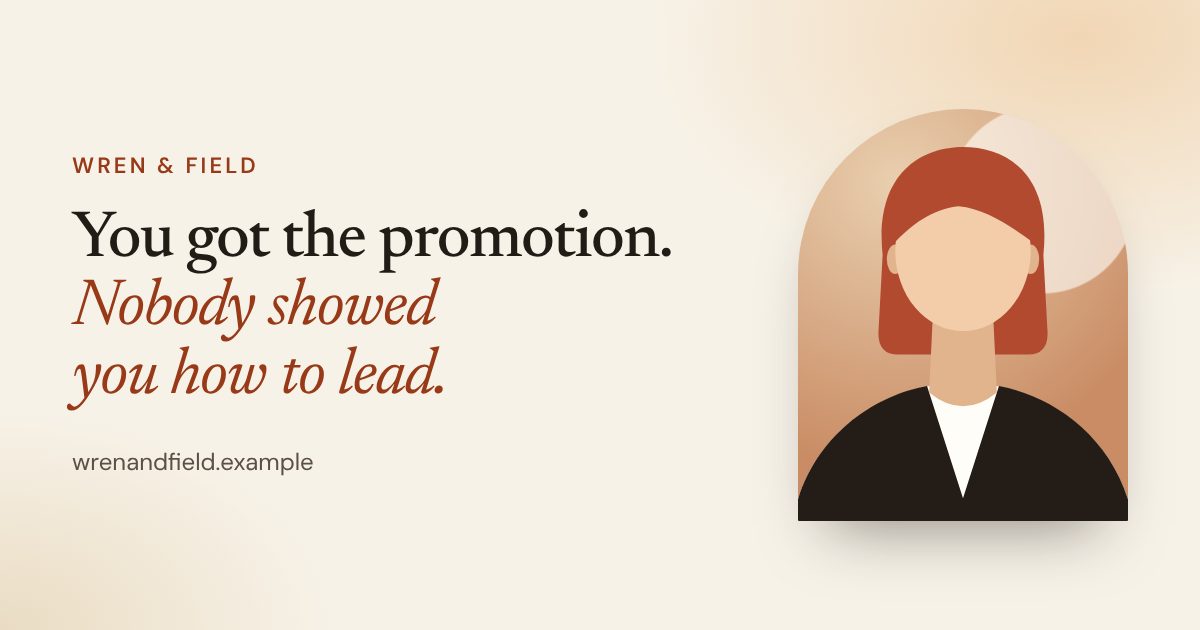 WREN & FIELD
You got the promotion.
Nobody showed
you how to lead.
wrenandfield.example